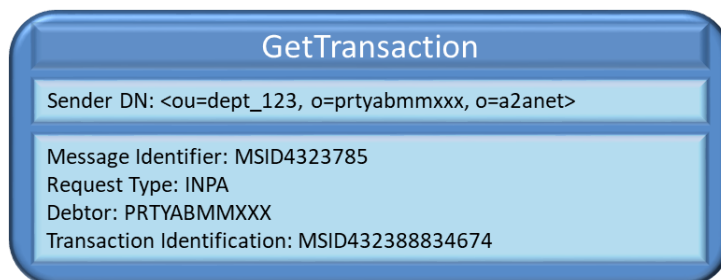 GetTransaction
Sender DN: <ou=dept_123, o=prtyabmmxxx, o=a2anet>
Message Identifier: MSID4323785
Request Type: INPA
Debtor: PRTYABMMXXX
Transaction Identification: MSID432388834674